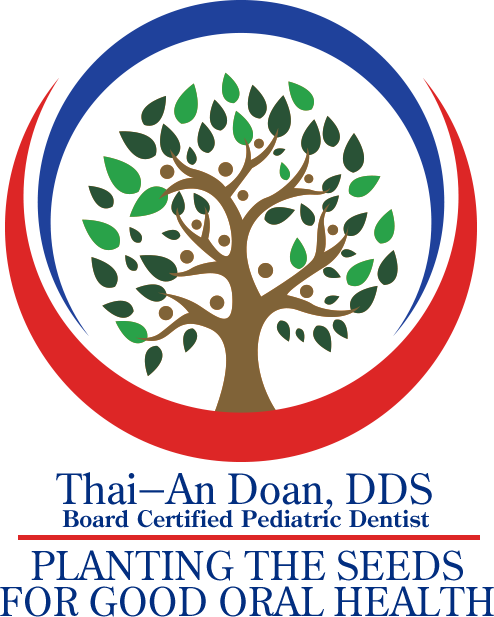 Thai–An Doan, DDS
Board Certified Pediatric Dentist
PLANTING THE SEEDS
FOR GOOD ORAL HEALTH